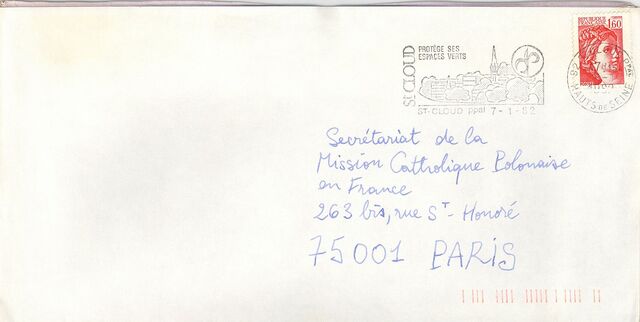 ST CLOUD
PROTÈGE SES
ESPACES VERTS
ST-CLOUD ppal 7-1-82
REPUBLIQUE
FRANÇAISE
1,60
92
HAUTS DE SEINE
Secrétariat de la
Mission Catholique Polonaise
en France
263 bis, rue St-Honoré
75001 PARIS